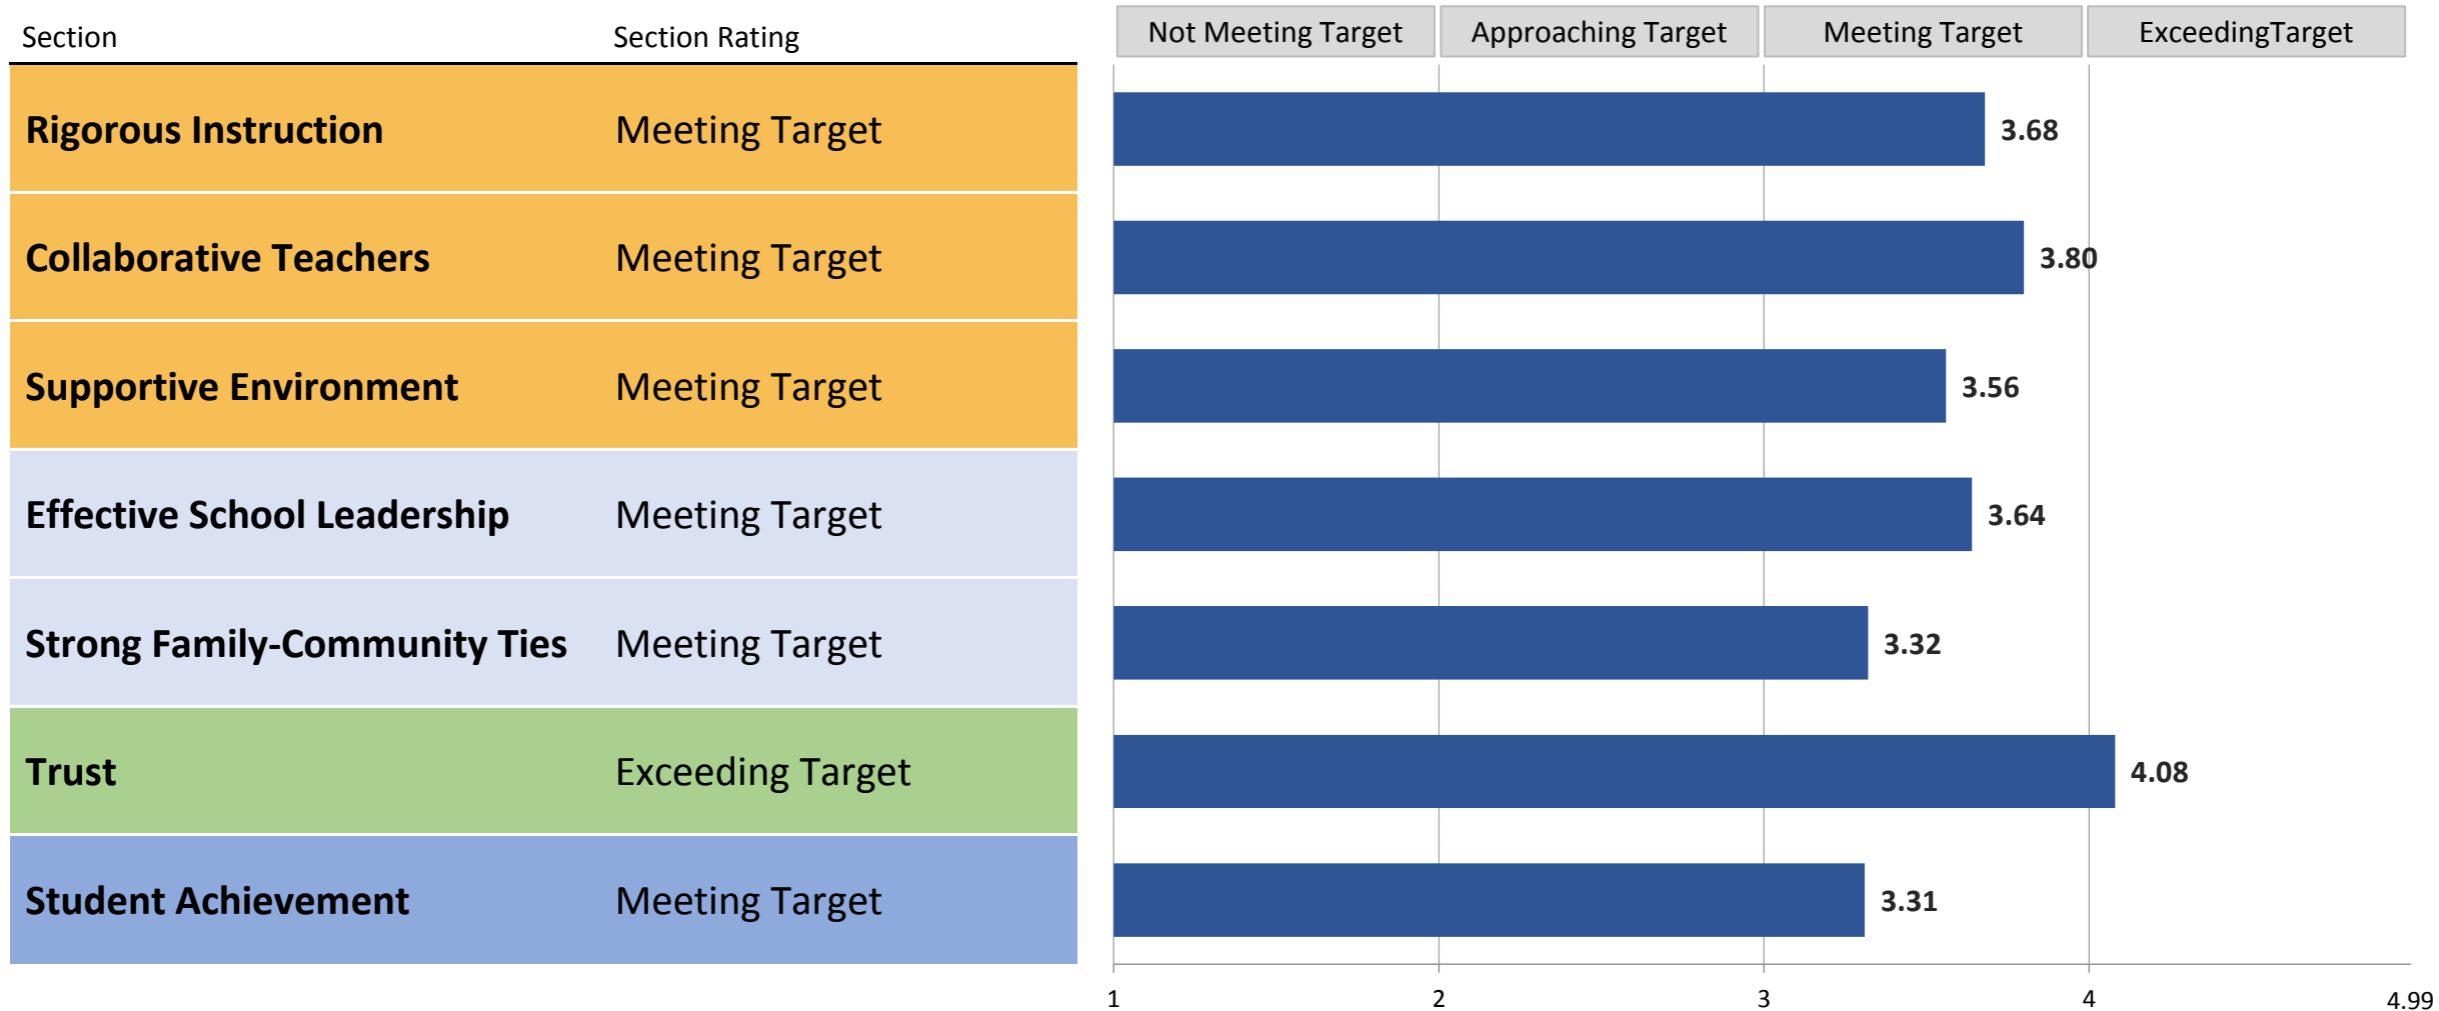 Section Section Rating Not Meeting Target Approaching Target Meeting Target ExceedingTarget
Rigorous Instruction Meeting Target 3.68
Collaborative Teachers Meeting Target 3.80
Supportive Environment Meeting Target 3.56
Effective School Leadership Meeting Target 3.64
Strong Family-Community Ties Meeting Target 3.32
Trust Exceeding Target 4.08
Student Achievement Meeting Target 3.31
1 2 3 4 4.99